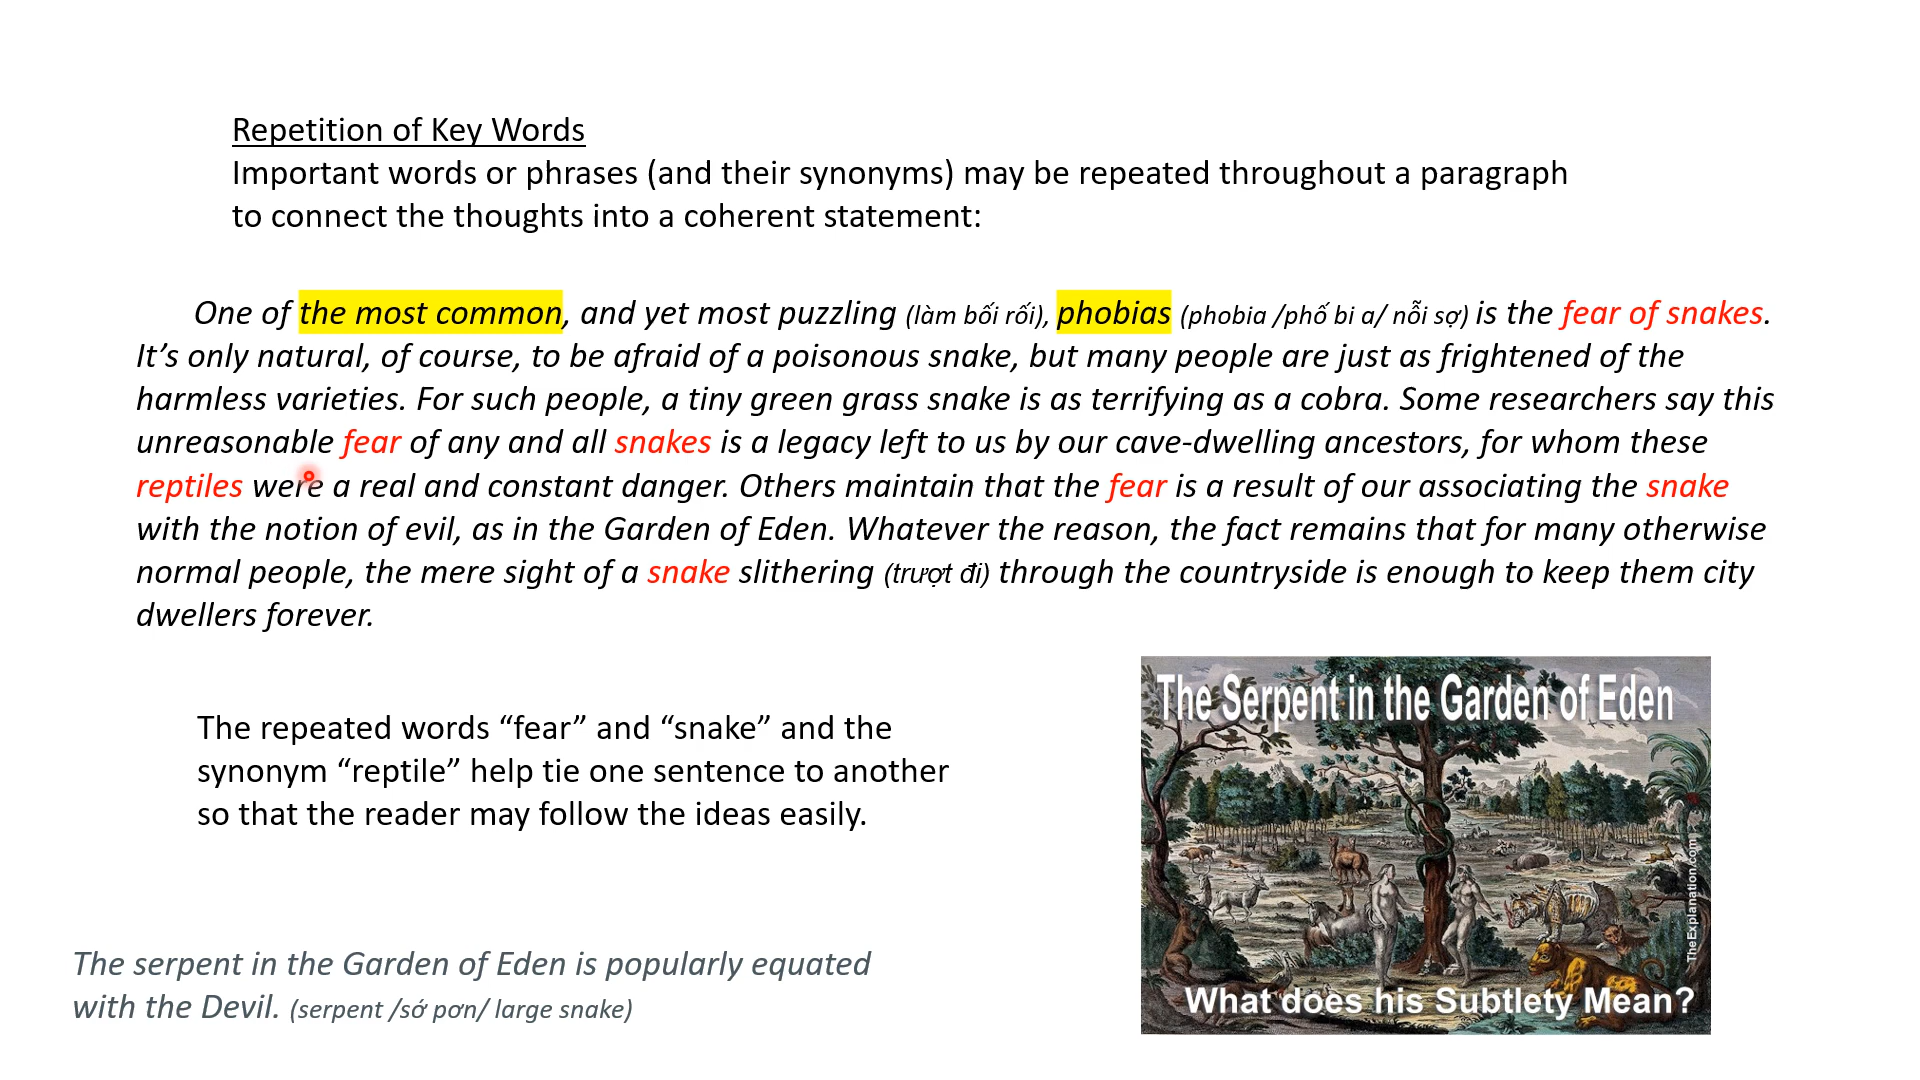 Repetition of Key Words
Important words or phrases (and their synonyms) may be repeated throughout a paragraph
to connect the thoughts into a coherent statement:
One of the most common, and yet most puzzling (làm bối rối), phobias (phobia /phố bi a/ nỗi sợ) is the fear of snakes.
It’s only natural, of course, to be afraid of a poisonous snake, but many people are just as frightened of the
harmless varieties. For such people, a tiny green grass snake is as terrifying as a cobra. Some researchers say this
unreasonable fear of any and all snakes is a legacy left to us by our cave-dwelling ancestors, for whom these
reptiles were a real and constant danger. Others maintain that the fear is a result of our associating the snake
with the notion of evil, as in the Garden of Eden. Whatever the reason, the fact remains that for many otherwise
normal people, the mere sight of a snake slithering (trượt đi) through the countryside is enough to keep them city
dwellers forever.
The repeated words “fear” and “snake” and the
synonym “reptile” help tie one sentence to another
so that the reader may follow the ideas easily.
The serpent in the Garden of Eden is popularly equated
with the Devil. (serpent /sớ pơn/ large snake)
The Serpent in the Garden of Eden
TheExplanation.com
What does his Subtlety Mean?